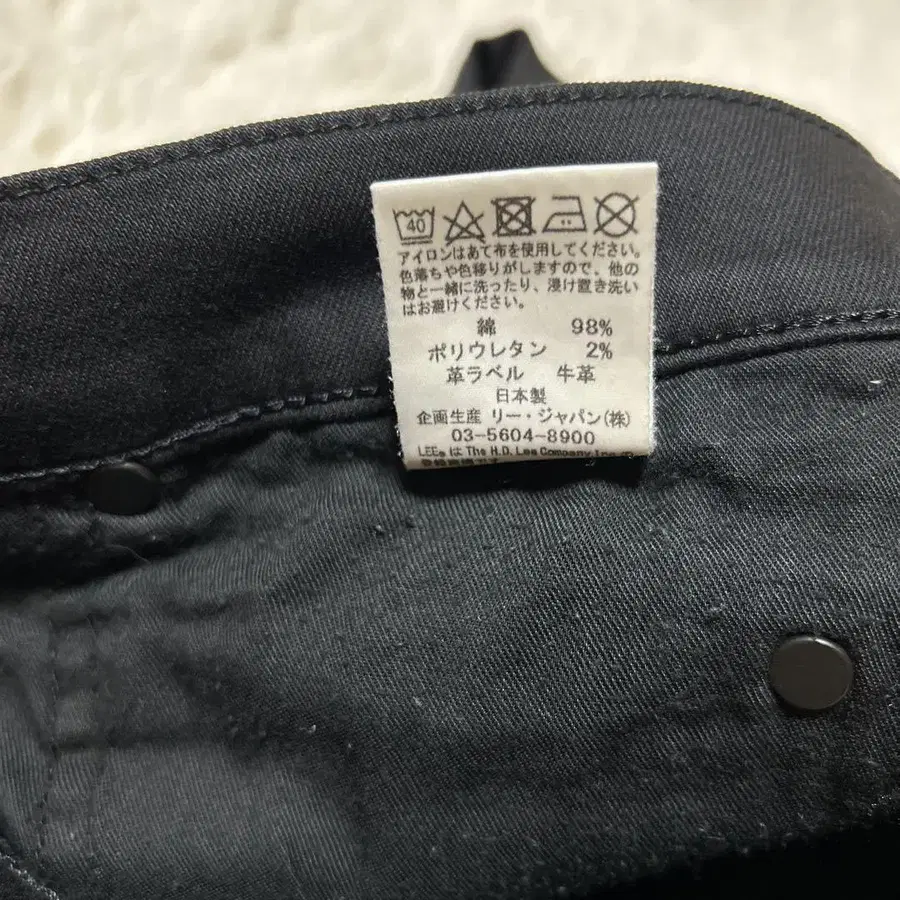 40
アイロンはあて布を使用してください。
色落ちや色移りがしますので、他の
物と一緒に洗ったり、浸け置き洗い
はお避けください。
綿 98%
ポリウレタン 2%
革ラベル 牛革
日本製
企画生産 リー・ジャパン(株)
03-5604-8900
LEE® は The H.D. Lee Company, Inc. の